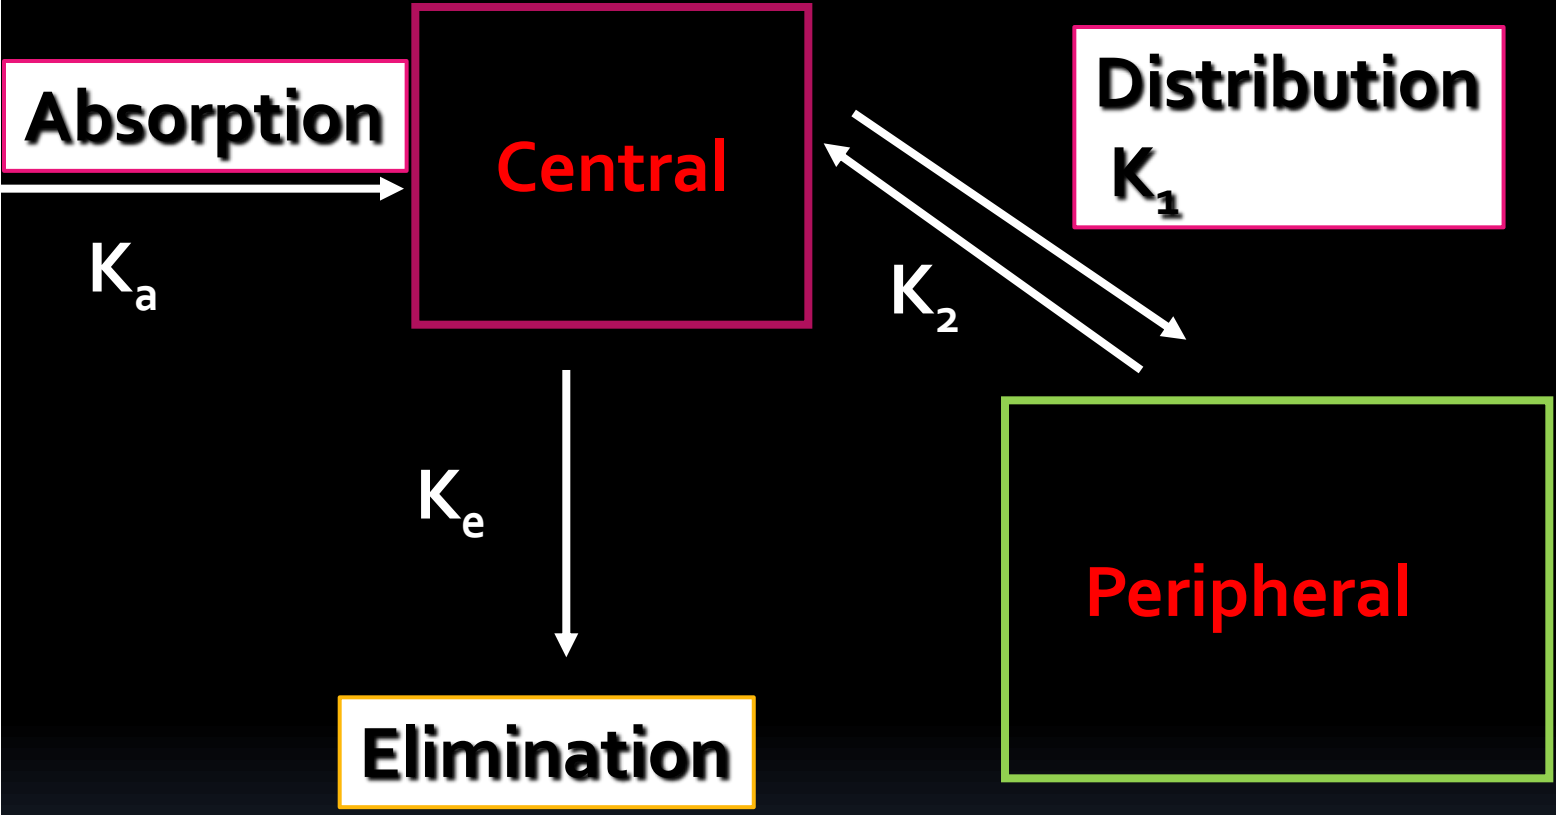 Absorption
Kₐ
Central
Distribution
K₁
K₂
Kₑ
Peripheral
Elimination